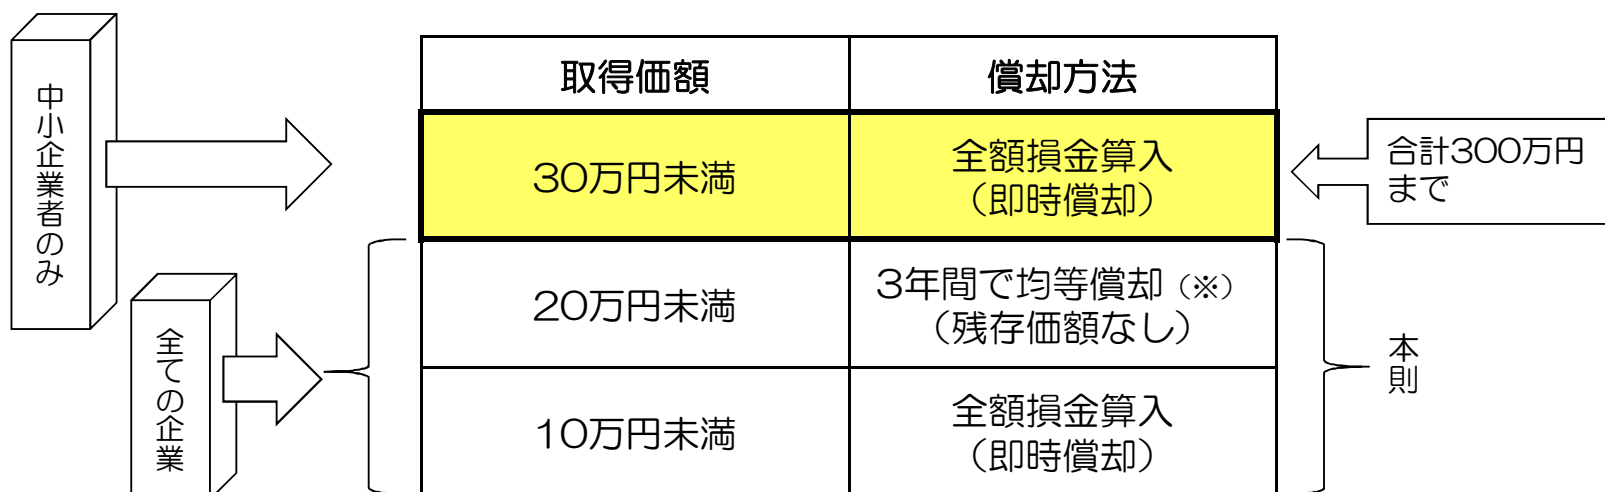 中小企業者のみ
取得価額
償却方法
30万円未満
全額損金算入
（即時償却）
合計300万円
まで
全ての企業
20万円未満
3年間で均等償却（※）
（残存価額なし）
本則
10万円未満
全額損金算入
（即時償却）